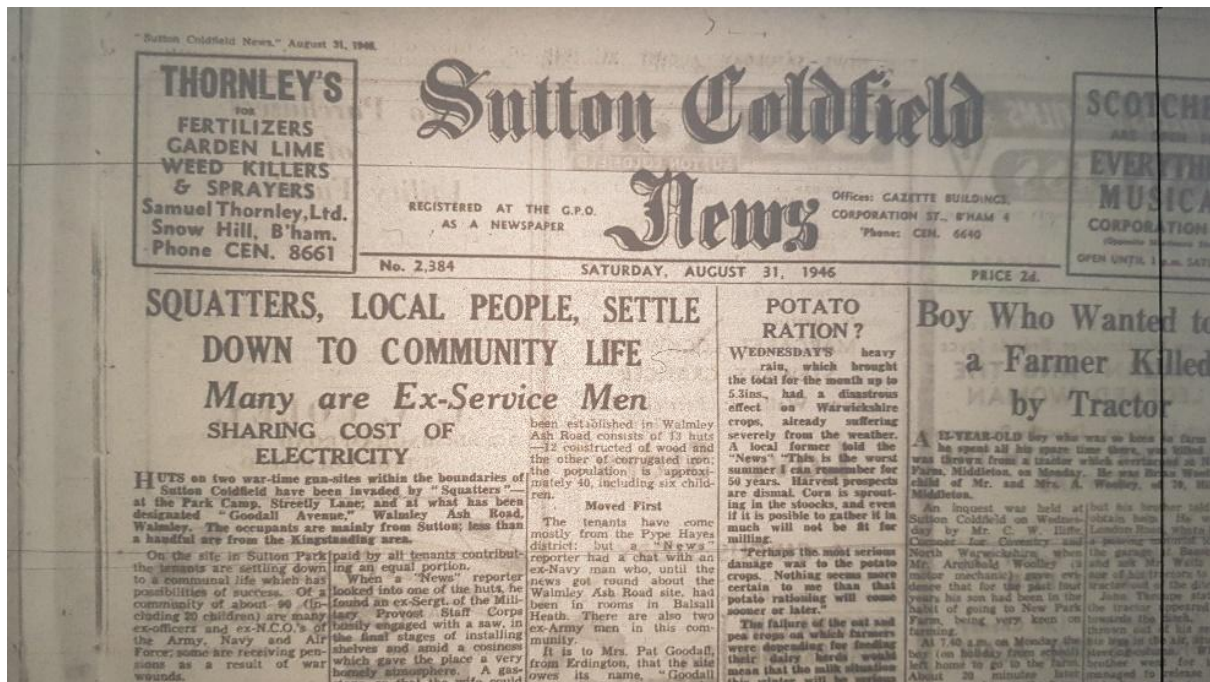 "Sutton Coldfield News," August 31, 1946.
THORNLEY'S
FOR
FERTILIZERS
GARDEN LIME
WEED KILLERS
& SPRAYERS
Samuel Thornley, Ltd.
Snow Hill, B'ham.
Phone CEN. 8661
Sutton Coldfield
News
REGISTERED AT THE G.P.O.
AS A NEWSPAPER
Offices: GAZETTE BUILDINGS,
CORPORATION ST., B'HAM 4
'Phone: CEN. 6640
SCOTCHE
ARE
EVERYTH
MUSICA
CORPORATION
OPEN UNTIL
No. 2,384
SATURDAY, AUGUST 31, 1946
PRICE 2d.
SQUATTERS, LOCAL PEOPLE, SETTLE
DOWN TO COMMUNITY LIFE
Many are Ex-Service Men
SHARING COST OF
ELECTRICITY
HUTS on two war-time gun-sites within the boundaries of
Sutton Coldfield have been invaded by "Squatters"—
at the Park Camp, Streetly Lane; and at what has been
designated "Goodall Avenue," Walmley Ash Road,
Walmley. The occupants are mainly from Sutton; less than
a handful are from the Kingstanding area.
On the site in Sutton Park
the tenants are settling down
to a communal life which has
possibilities of success. Of a
community of about 90 (in-
cluding 20 children) are many
ex-officers and ex-N.C.O.'s of
the Army, Navy and Air
Force; some are receiving pen-
sions as a result of war
wounds.
paid by all tenants contribut-
ing an equal portion.
When a "News" reporter
looked into one of the huts, he
found an ex-Sergt. of the Mili-
tary Provost Staff Corps
busily engaged with a saw, in
the final stages of installing
shelves and amid a cosiness
which gave the place a very
homely atmosphere. A gas-
been established in Walmley
Ash Road consists of 13 huts
—12 constructed of wood and
the other of corrugated iron;
the population is approxi-
mately 40, including six child-
ren.
Moved First
The tenants have come
mostly from the Pype Hayes
district; but a "News"
reporter had a chat with an
ex-Navy man who, until the
news got round about the
Walmley Ash Road site, had
been in rooms in Balsall
Heath. There are also two
ex-Army men in this com-
munity.
It is to Mrs. Pat Goodall,
from Erdington, that the site
owes its name, "Goodall
POTATO
RATION?
WEDNESDAY'S heavy
rain, which brought
the total for the month up to
5.3ins., had a disastrous
effect on Warwickshire
crops, already suffering
severely from the weather.
A local farmer told the
"News" "This is the worst
summer I can remember for
50 years. Harvest prospects
are dismal. Corn is sprout-
ing in the stoocks, and even
if it is posible to gather it in
much will not be fit for
milling.
"Perhaps the most serious
damage was to the potato
crops. Nothing seems more
certain to me than that
potato rationing will come
sooner or later."
The failure of the oat and
pea crops on which farmers
were depending for feeding
their dairy herds would
mean that the milk situation
Boy Who Wanted to
a Farmer Killed
by Tractor
A 13-YEAR-OLD boy who was so keen
he spent all his
was thrown from a tractor
Farm, Middleton, on Monday,
child of Mr. and Mrs. A. Woolley, of 70,
Middleton.
An inquest was held at
Sutton Coldfield on Wednes-
day by Mr. C. W. Iliffe,
Coroner for
North Warwickshire
Mr. Archibald Woolley
motor mechanic)
dence that for the past four
years his son had been in the
habit of going to New Park
Farm, being very keen on
farming.
At 7.40 a.m. Monday the
boy (on holiday from school)
left home to go to the farm.
About 20 minutes later